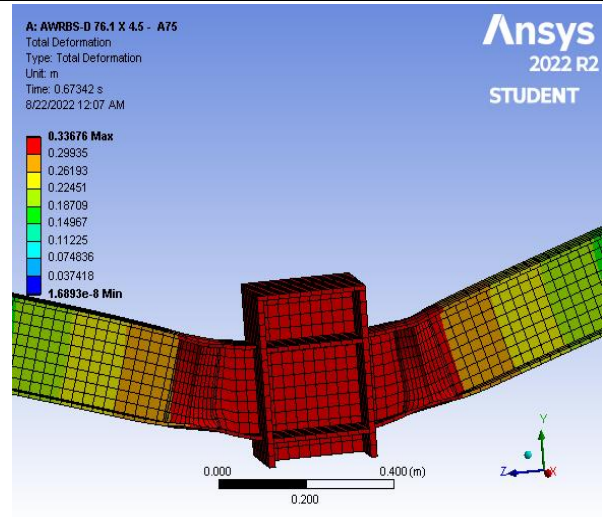 A: AWRBS-D 76.1 X 4.5 - A75
Total Deformation
Type: Total Deformation
Unit: m
Time: 0.67342 s
8/22/2022 12:07 AM
0.33676 Max
0.29935
0.26193
0.22451
0.18709
0.14967
0.11225
0.074836
0.037418
1.6893e-8 Min
Ansys
2022 R2
STUDENT
0.000
0.400 (m)
0.200
Y
Z
X